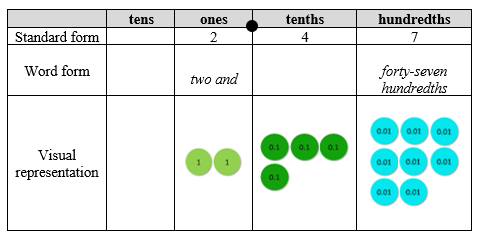 tens ones tenths hundredths
Standard form 2 4 7
Word form two and forty-seven hundredths
Visual representation
1 1
0.1 0.1 0.1
0.1
0.01 0.01 0.01
0.01 0.01 0.01
0.01 0.01